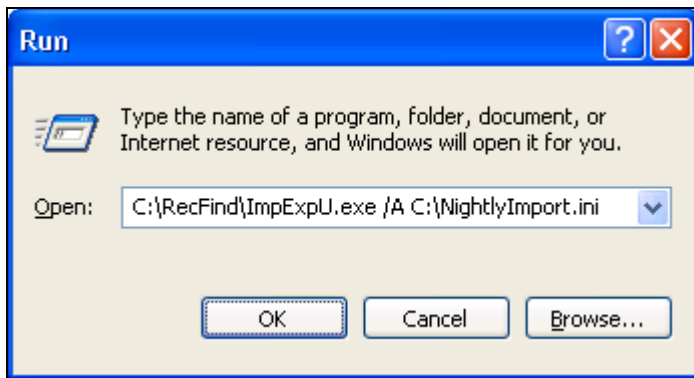 Run
Type the name of a program, folder, document, or
Internet resource, and Windows will open it for you.
Open: C:\RecFind\ImpExpU.exe /A C:\NightlyImport.ini
OK Cancel Browse...